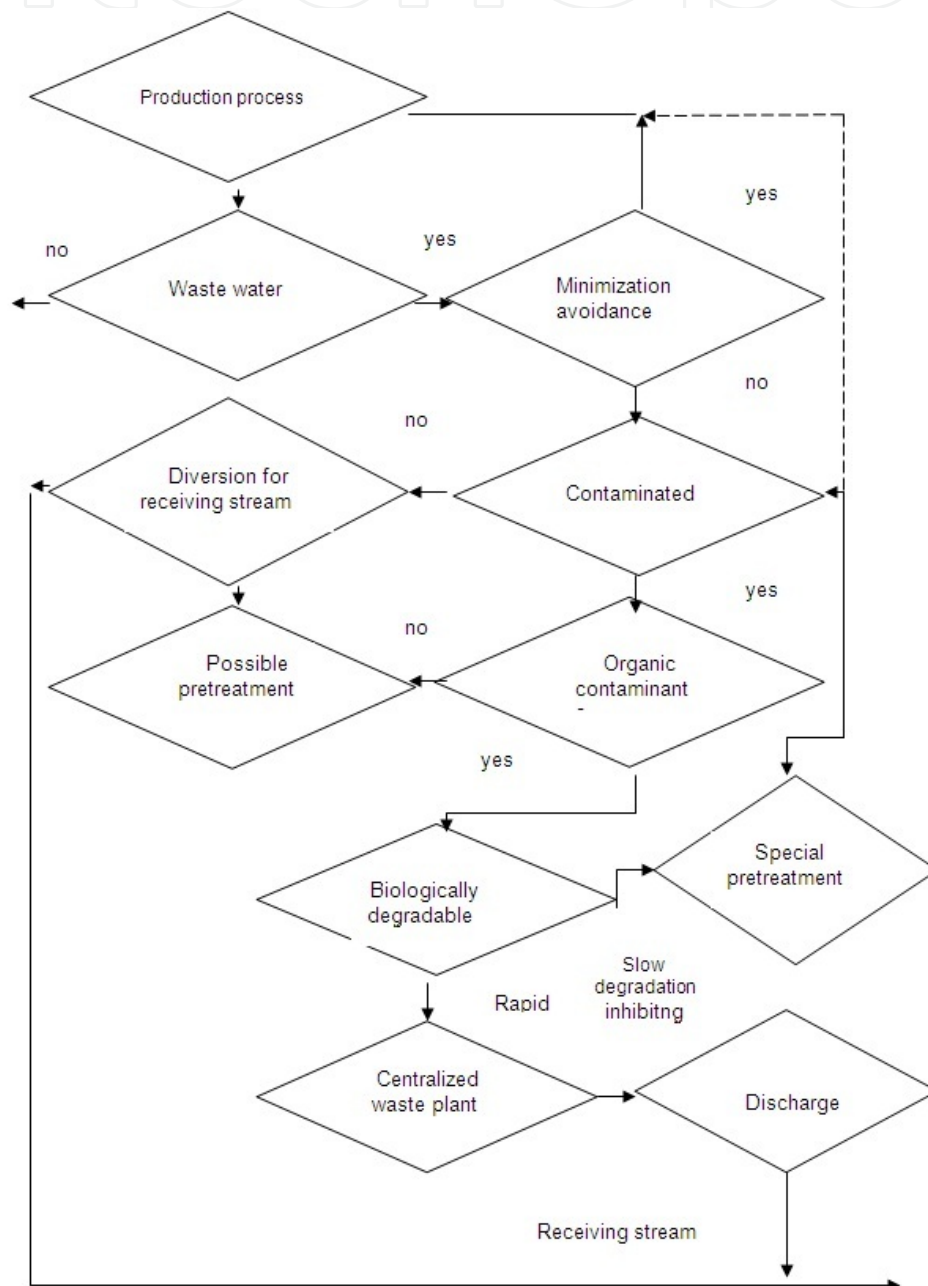 Production process
yes
no
yes
Waste water
Minimization
avoidance
no
no
Diversion for
receiving stream
Contaminated
yes
no
Possible
pretreatment
Organic
contaminant
yes
Special
pretreatment
Biologically
degradable
Slow
degradation
inhibitng
Rapid
Centralized
waste plant
Discharge
Receiving stream